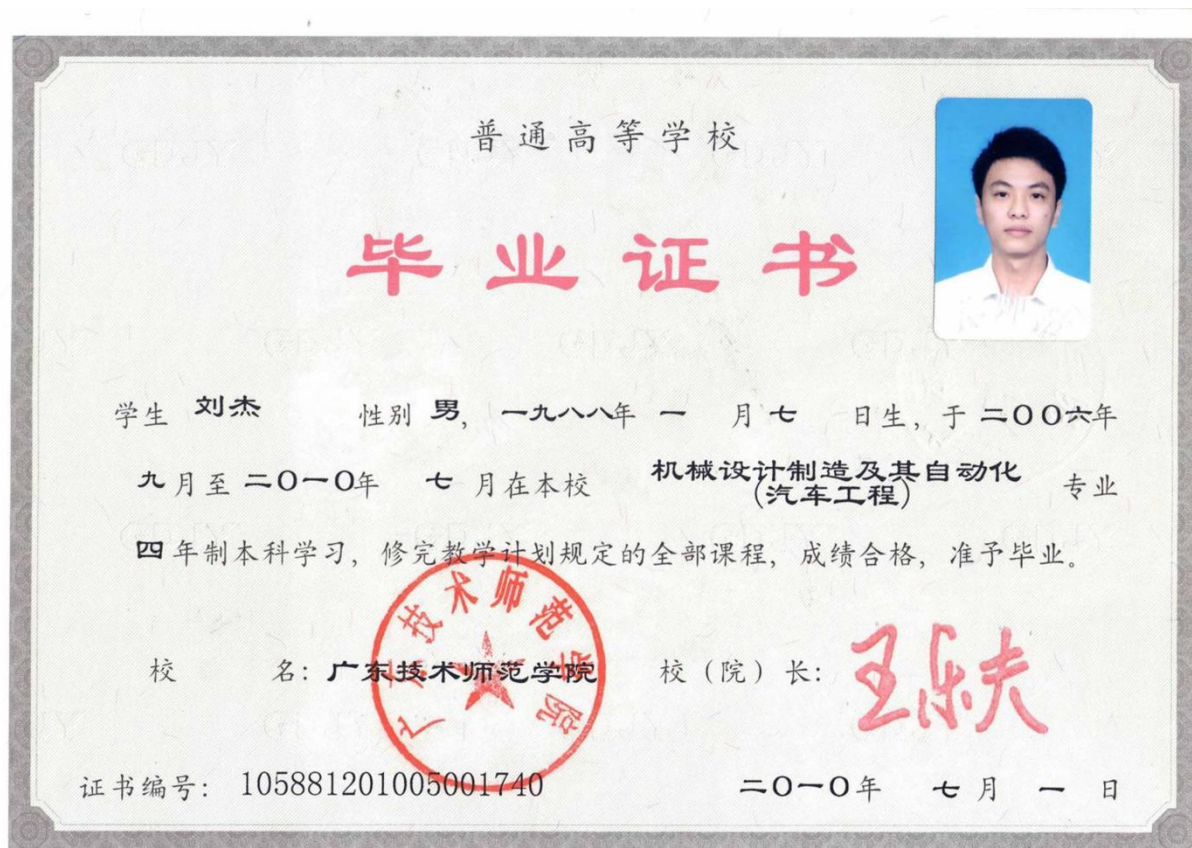 普通高等学校
毕业证书
学生 刘杰 性别 男, 一九八八年 一 月 七 日生, 于 二〇〇六年
九月至 二〇一〇年 七 月在本校 机械设计制造及其自动化(汽车工程) 专业
四年制本科学习, 修完教学计划规定的全部课程, 成绩合格, 准予毕业。
校 名: 广东技术师范学院 校(院)长: 王乐夫
广东技术师范学院
证书编号: 105881201005001740 二〇一〇年 七 月 一 日